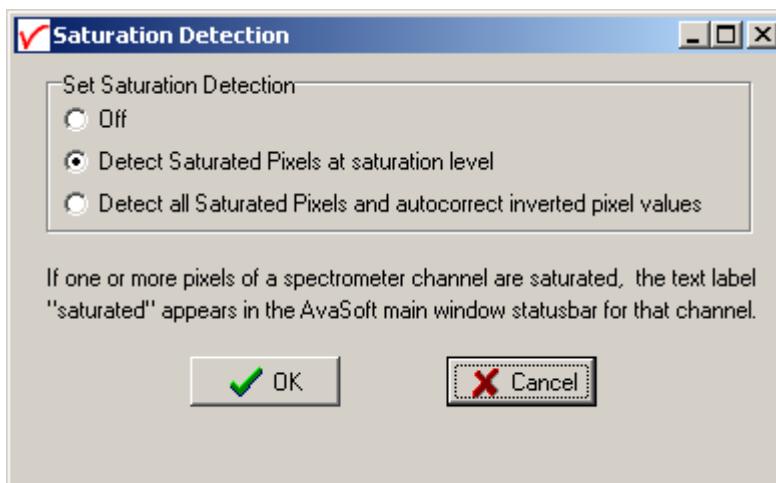 Saturation Detection
Set Saturation Detection
Off
Detect Saturated Pixels at saturation level
Detect all Saturated Pixels and autocorrect inverted pixel values
If one or more pixels of a spectrometer channel are saturated, the text label
"saturated" appears in the AvaSoft main window statusbar for that channel.
OK
Cancel